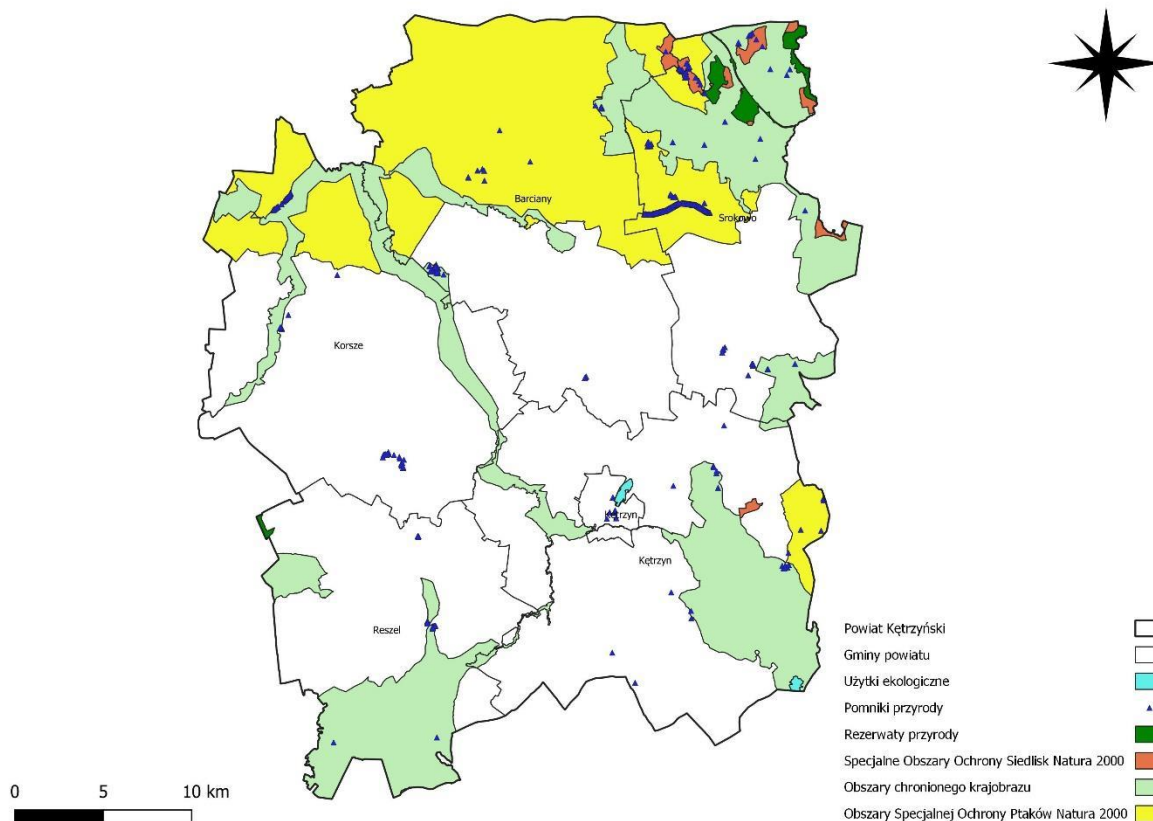 Barciany
Srokowo
Korsze
Kętrzyn
Kętrzyn
Reszel
Powiat Kętrzyński
Gminy powiatu
Użytki ekologiczne
Pomniki przyrody
Rezerwaty przyrody
Specjalne Obszary Ochrony Siedlisk Natura 2000
Obszary chronionego krajobrazu
Obszary Specjalnej Ochrony Ptaków Natura 2000
0 5 10 km